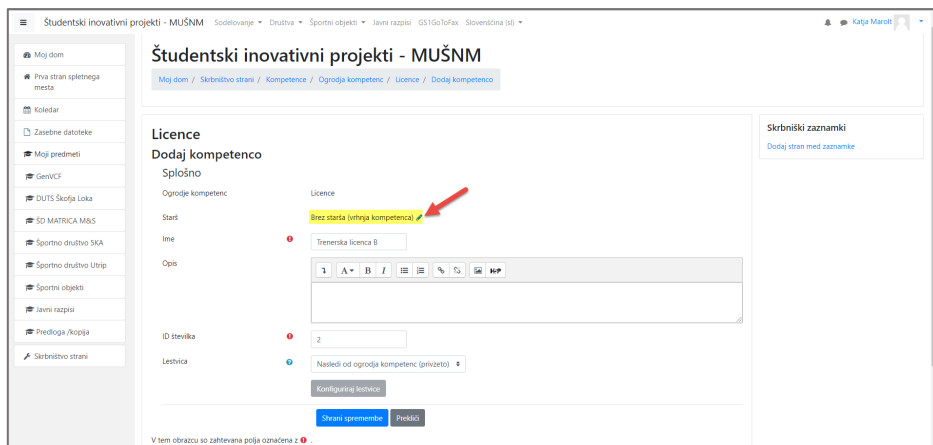 Študentski inovativni projekti - MUŠNM Sodelovanje Društva Športni objekti Javni razpisi GS1GoToFax Slovenščina (sl) Katja Marolt
Moj dom
Prva stran spletnega
mesta
Koledar
Zasebne datoteke
Moji predmeti
GenVCF
DUTS Škofja Loka
ŠD MATRICA M&S
Športno društvo 5KA
Športno društvo Utrip
Športni objekti
Javni razpisi
Predloga /kopija
Skrbništvo strani
Študentski inovativni projekti - MUŠNM
Moj dom / Skrbništvo strani / Kompetence / Ogrodja kompetenc / Licence / Dodaj kompetenco
Licence
Dodaj kompetenco
Splošno
Ogrodje kompetenc Licence
Starš Brez starša (vrhnja kompetenca)
Ime Trenerska licenca B
Opis
A B I H-P
ID številka 2
Lestvica Nasledi od ogrodja kompetenc (privzeto)
Konfiguriraj lestvice
Shrani spremembe Prekliči
V tem obrazcu so zahtevana polja označena z .
Skrbniški zaznamki
Dodaj stran med zaznamke